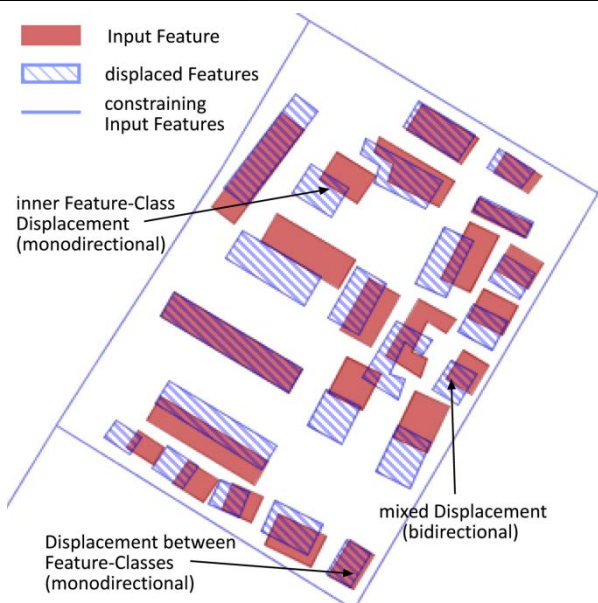 Input Feature
displaced Features
constraining
Input Features
inner Feature-Class
Displacement
(monodirectional)
mixed Displacement
(bidirectional)
Displacement between
Feature-Classes
(monodirectional)